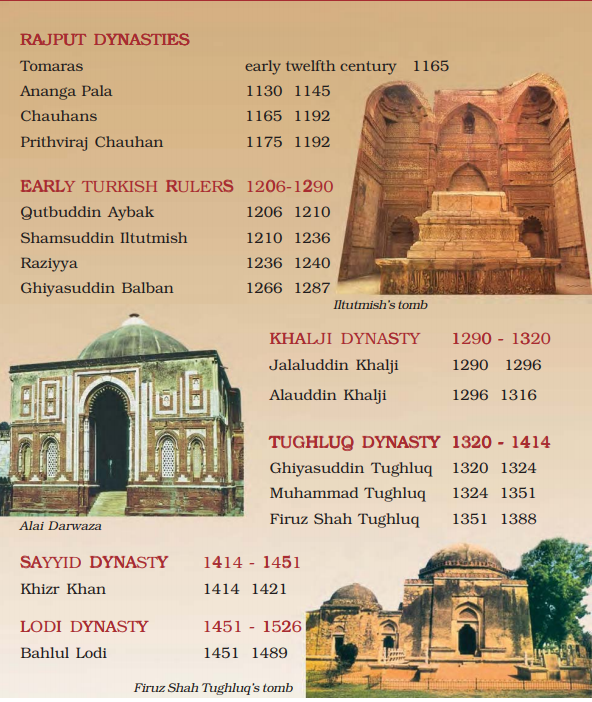 RAJPUT DYNASTIES
Tomaras early twelfth century 1165
Ananga Pala 1130 1145
Chauhans 1165 1192
Prithviraj Chauhan 1175 1192
EARLY TURKISH RULERS 1206-1290
Qutbuddin Aybak 1206 1210
Shamsuddin Iltutmish 1210 1236
Raziyya 1236 1240
Ghiyasuddin Balban 1266 1287
Iltutmish's tomb
KHALJI DYNASTY 1290 - 1320
Jalaluddin Khalji 1290 1296
Alauddin Khalji 1296 1316
TUGHLUQ DYNASTY 1320 - 1414
Ghiyasuddin Tughluq 1320 1324
Muhammad Tughluq 1324 1351
Firuz Shah Tughluq 1351 1388
Alai Darwaza
SAYYID DYNASTY 1414 - 1451
Khizr Khan 1414 1421
LODI DYNASTY 1451 - 1526
Bahlul Lodi 1451 1489
Firuz Shah Tughluq's tomb